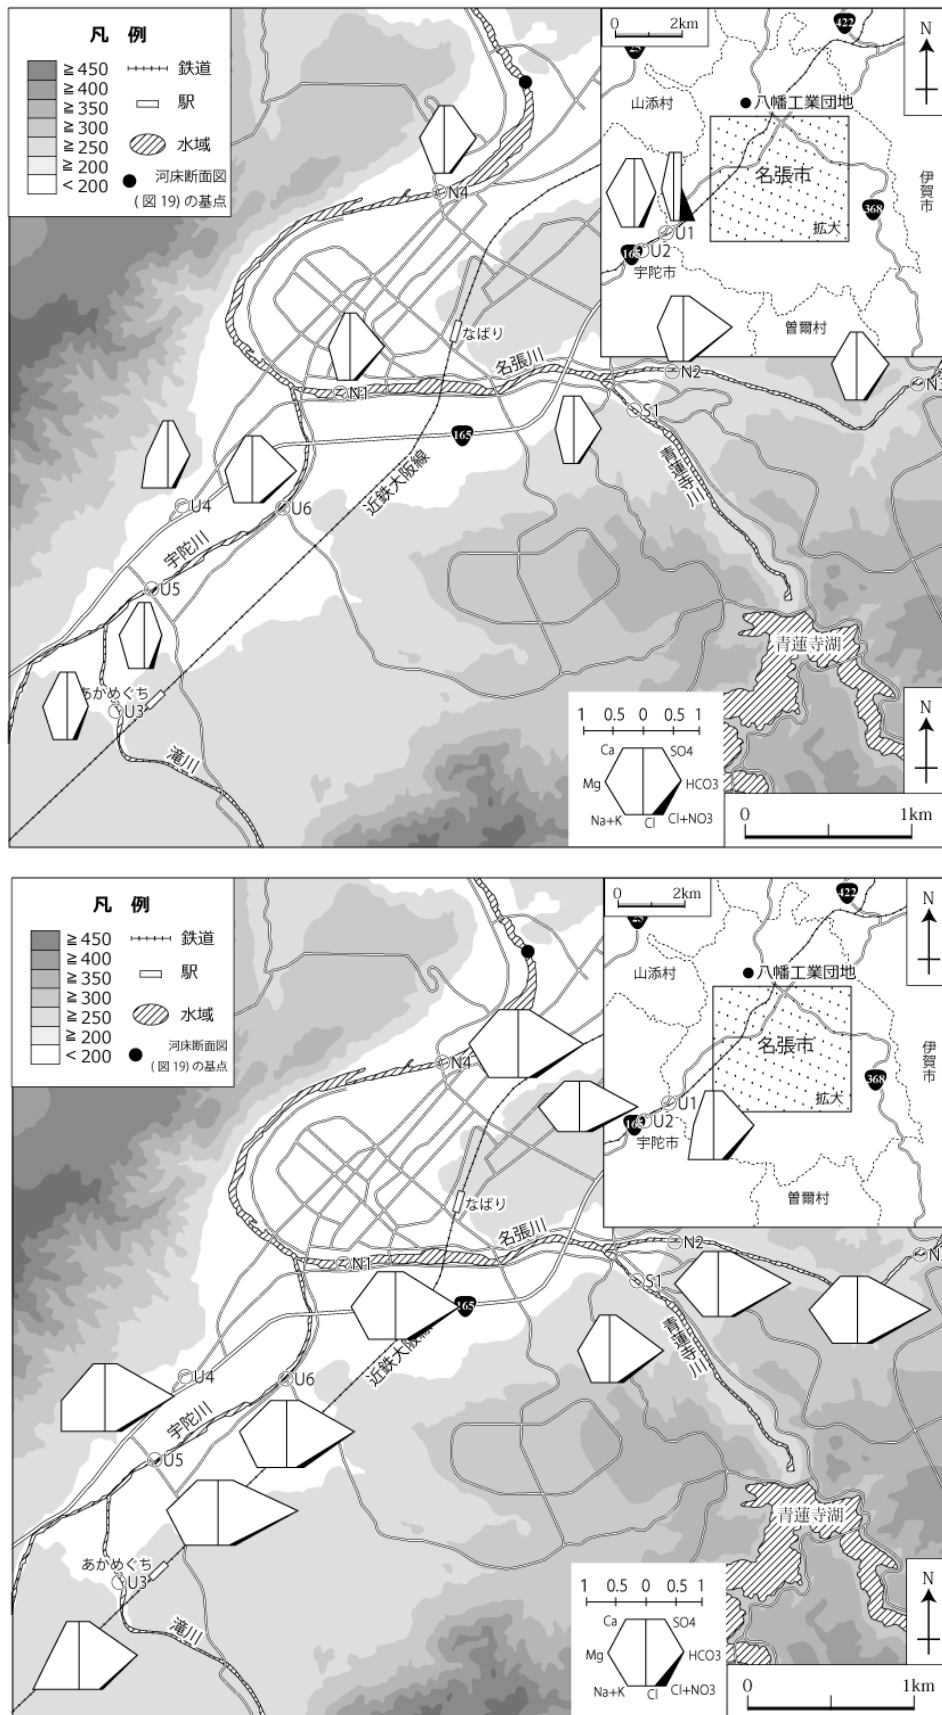 凡 例
≧ 450
≧ 400
≧ 350
≧ 300
≧ 250
≧ 200
< 200
鉄道
駅
水域
河床断面図
(図 19) の基点
0 2km
422
25
N
山添村
八幡工業団地
名張市
伊賀市
368
拡大
U1
U2
165
宇陀市
曽爾村
N4
なばり
名張川
N1
N2
N3
S1
165
青蓮寺川
近鉄大阪線
U4
U6
宇陀川
U5
あかめぐち
U3
滝川
青蓮寺湖
1 0.5 0 0.5 1
Ca SO4
Mg HCO3
Na+K Cl Cl+NO3
N
0 1km
凡 例
≧ 450
≧ 400
≧ 350
≧ 300
≧ 250
≧ 200
< 200
鉄道
駅
水域
河床断面図
(図 19) の基点
0 2km
422
25
N
山添村
八幡工業団地
名張市
伊賀市
368
拡大
U1
U2
宇陀市
曽爾村
N4
なばり
名張川
N1
N2
S1
165
青蓮寺川
近鉄大阪線
U4
U6
宇陀川
U5
あかめぐち
U3
滝川
青蓮寺湖
1 0.5 0 0.5 1
Ca SO4
Mg HCO3
Na+K Cl Cl+NO3
N
0 1km